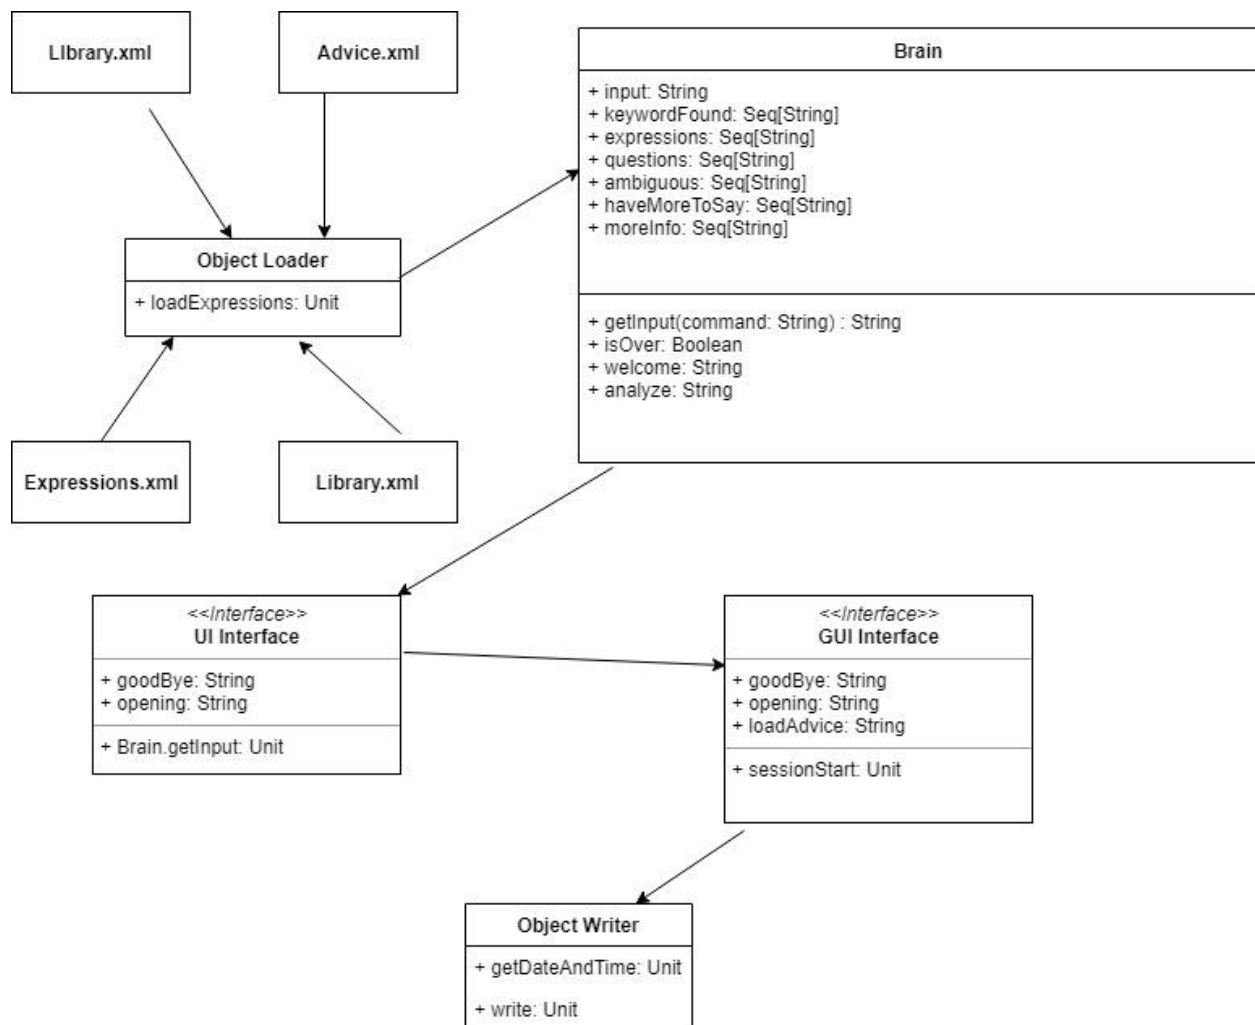 LIbrary.xml
Advice.xml
Brain
+ input: String
+ keywordFound: Seq[String]
+ expressions: Seq[String]
+ questions: Seq[String]
+ ambiguous: Seq[String]
+ haveMoreToSay: Seq[String]
+ moreInfo: Seq[String]
+ getInput(command: String) : String
+ isOver: Boolean
+ welcome: String
+ analyze: String
Object Loader
+ loadExpressions: Unit
Expressions.xml
Library.xml
<<Interface>>
UI Interface
+ goodBye: String
+ opening: String
+ Brain.getInput: Unit
<<Interface>>
GUI Interface
+ goodBye: String
+ opening: String
+ loadAdvice: String
+ sessionStart: Unit
Object Writer
+ getDateAndTime: Unit
+ write: Unit